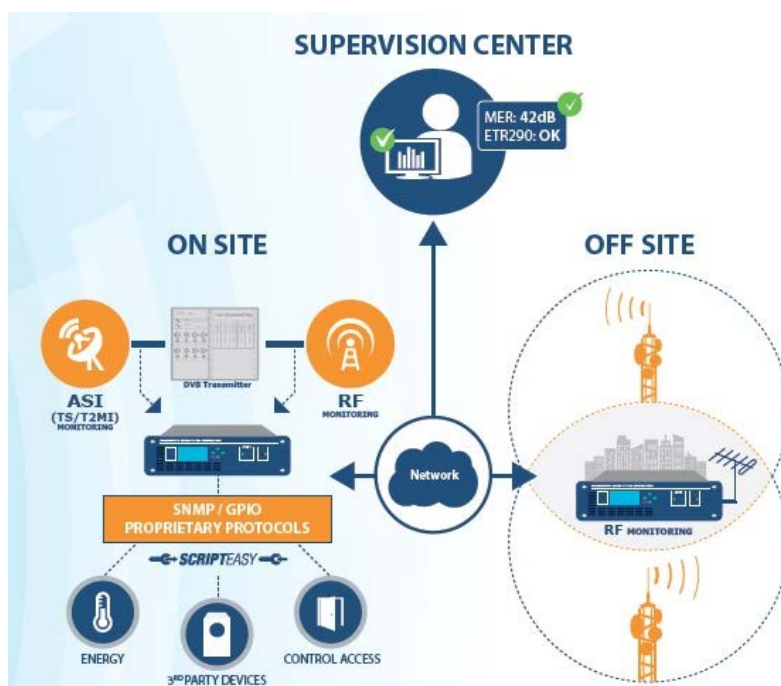 SUPERVISION CENTER
MER: 42dB
ETR290: OK
ON SITE
OFF SITE
DVB Transmitter
ASI
(TS/T2MI)
MONITORING
RF
MONITORING
Network
SNMP / GPIO
PROPRIETARY PROTOCOLS
SCRIPTEASY
RF MONITORING
ENERGY
3RD PARTY DEVICES
CONTROL ACCESS